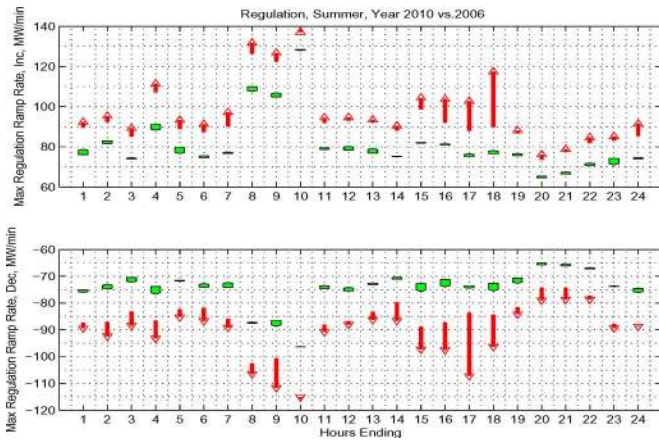 Regulation, Summer, Year 2010 vs.2006
Max Regulation Ramp Rate, Inc, MW/min
140
120
100
80
60
1 2 3 4 5 6 7 8 9 10 11 12 13 14 15 16 17 18 19 20 21 22 23 24
Max Regulation Ramp Rate, Dec, MW/min
−60
−70
−80
−90
−100
−110
−120
1 2 3 4 5 6 7 8 9 10 11 12 13 14 15 16 17 18 19 20 21 22 23 24
Hours Ending